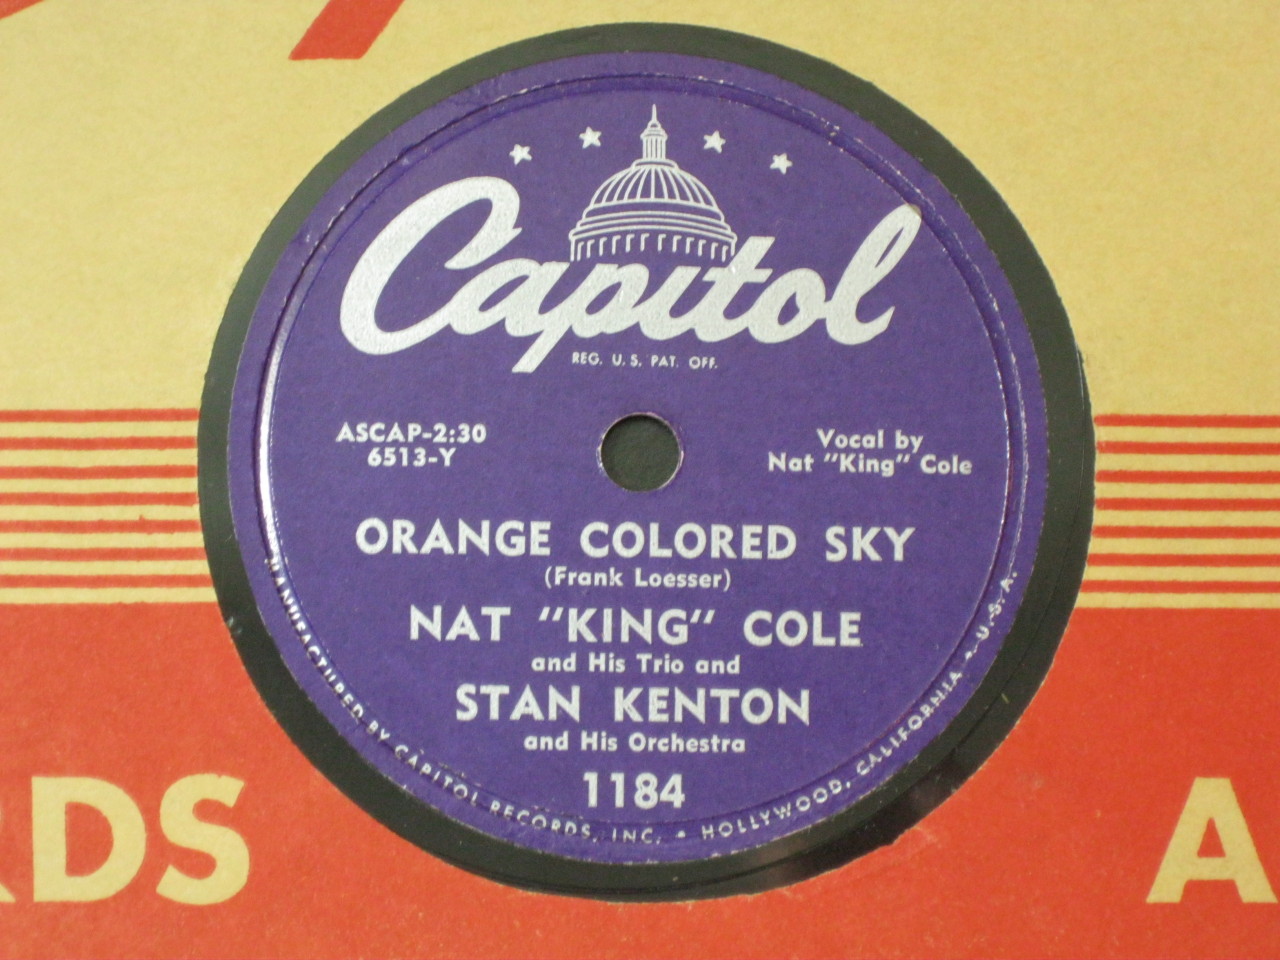 Capitol
REG. U.S. PAT. OFF.
ASCAP-2:30
6513-Y
Vocal by
Nat "King" Cole
ORANGE COLORED SKY
(Frank Loesser)
NAT "KING" COLE
and His Trio and
STAN KENTON
and His Orchestra
1184
MANUFACTURED BY CAPITOL RECORDS, INC. • HOLLYWOOD, CALIFORNIA • U.S.A.
RDS
A